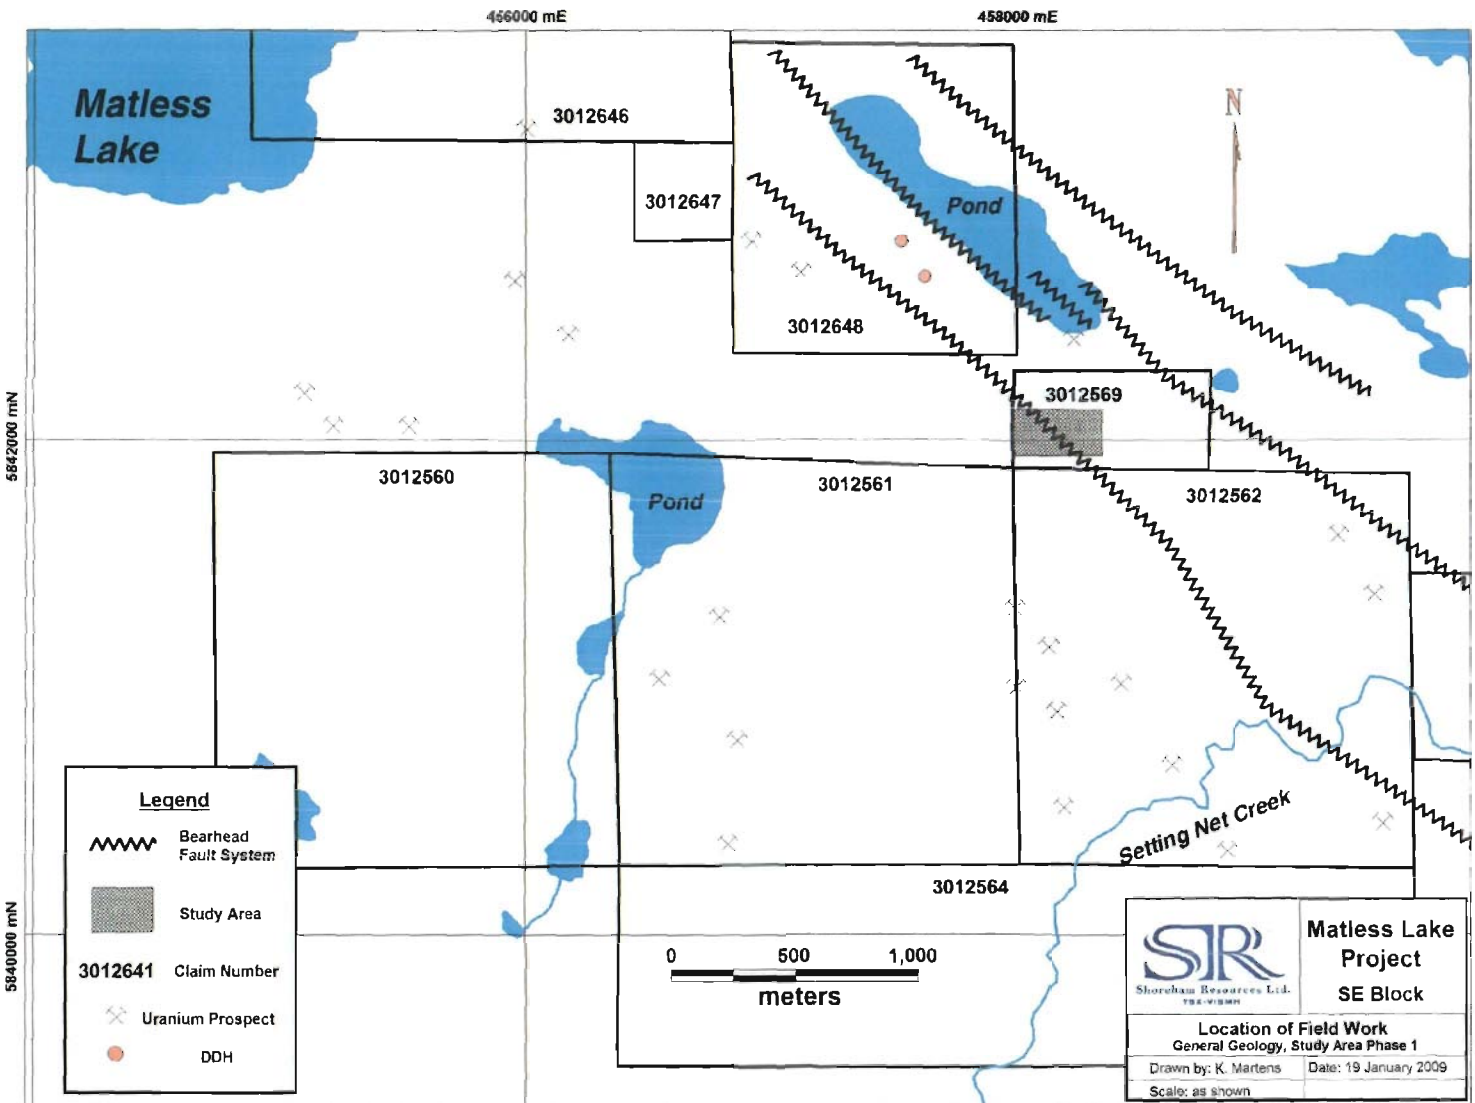 456000 mE
458000 mE
Matless
Lake
3012646
N
3012647
Pond
3012648
3012569
5842000 mN
3012560
3012561
3012562
Pond
Setting Net Creek
3012564
5840000 mN
Legend
Bearhead
Fault System
Study Area
3012641 Claim Number
Uranium Prospect
DDH
0 500 1,000
meters
SR
Shoreham Resources Ltd.
Matless Lake
Project
SE Block
Location of Field Work
General Geology, Study Area Phase 1
Drawn by: K. Martens
Date: 19 January 2009
Scale: as shown